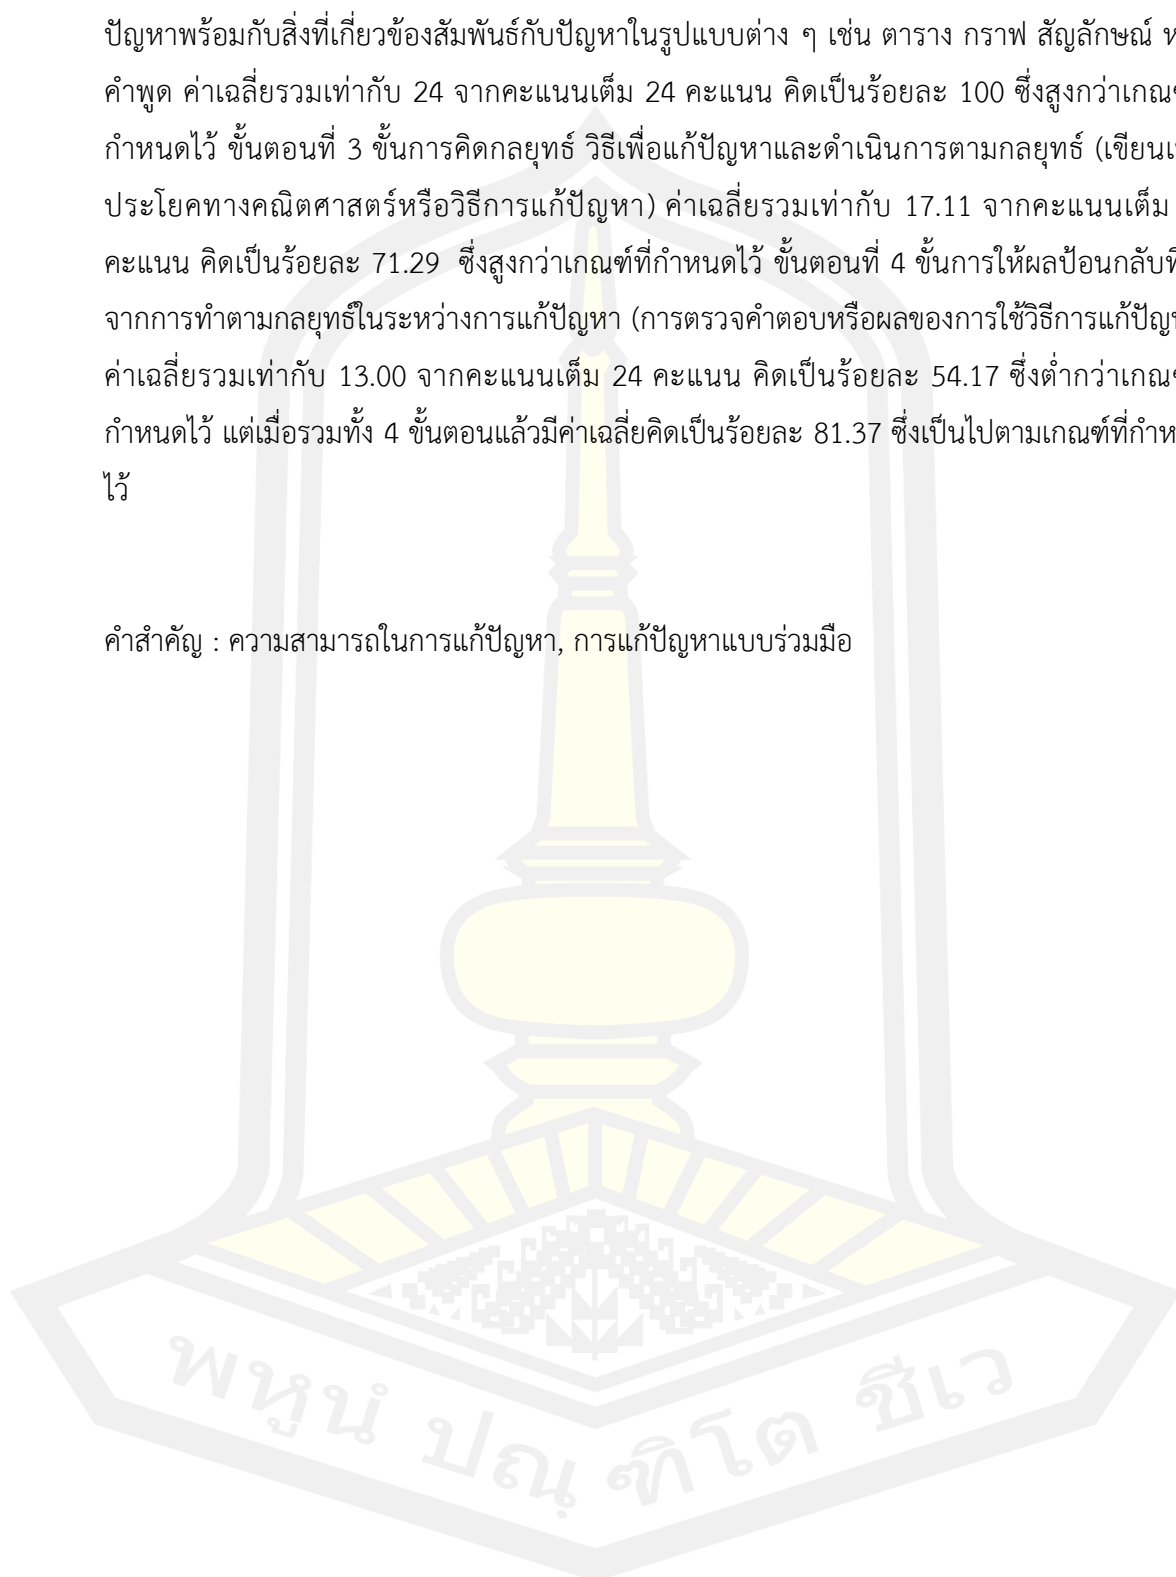 ปัญหาพร้อมกับสิ่งที่เกี่ยวข้องสัมพันธ์กับปัญหาในรูปแบบต่าง ๆ เช่น ตาราง กราฟ สัญลักษณ์
คำพูด ค่าเฉลี่ยรวมเท่ากับ 24 จากคะแนนเต็ม 24 คะแนน คิดเป็นร้อยละ 100 ซึ่งสูงกว่า
กำหนดไว้ ขั้นตอนที่ 3 ขั้นการคิดกลยุทธ์ วิธีเพื่อแก้ปัญหาและดำเนินการตามกลยุทธ์ (เขียน
ประโยคทางคณิตศาสตร์หรือวิธีการแก้ปัญหา) ค่าเฉลี่ยรวมเท่ากับ 17.11 จากคะแนนเต็ม
คะแนน คิดเป็นร้อยละ 71.29 ซึ่งสูงกว่าเกณฑ์ที่กำหนดไว้ ขั้นตอนที่ 4 ขั้นการให้ผลป้อนกลับ
จากการทำตามกลยุทธ์ในระหว่างการแก้ปัญหา (การตรวจคำตอบหรือผลของการใช้วิธีการ
ค่าเฉลี่ยรวมเท่ากับ 13.00 จากคะแนนเต็ม 24 คะแนน คิดเป็นร้อยละ 54.17 ซึ่งต่ำกว่า
กำหนดไว้ แต่เมื่อรวมทั้ง 4 ขั้นตอนแล้วมีค่าเฉลี่ยคิดเป็นร้อยละ 81.37 ซึ่งเป็นไปตามเกณฑ์ที่
ไว้
คำสำคัญ : ความสามารถในการแก้ปัญหา, การแก้ปัญหาแบบร่วมมือ
พหูนํ ปณฺฑิโต ชีเว